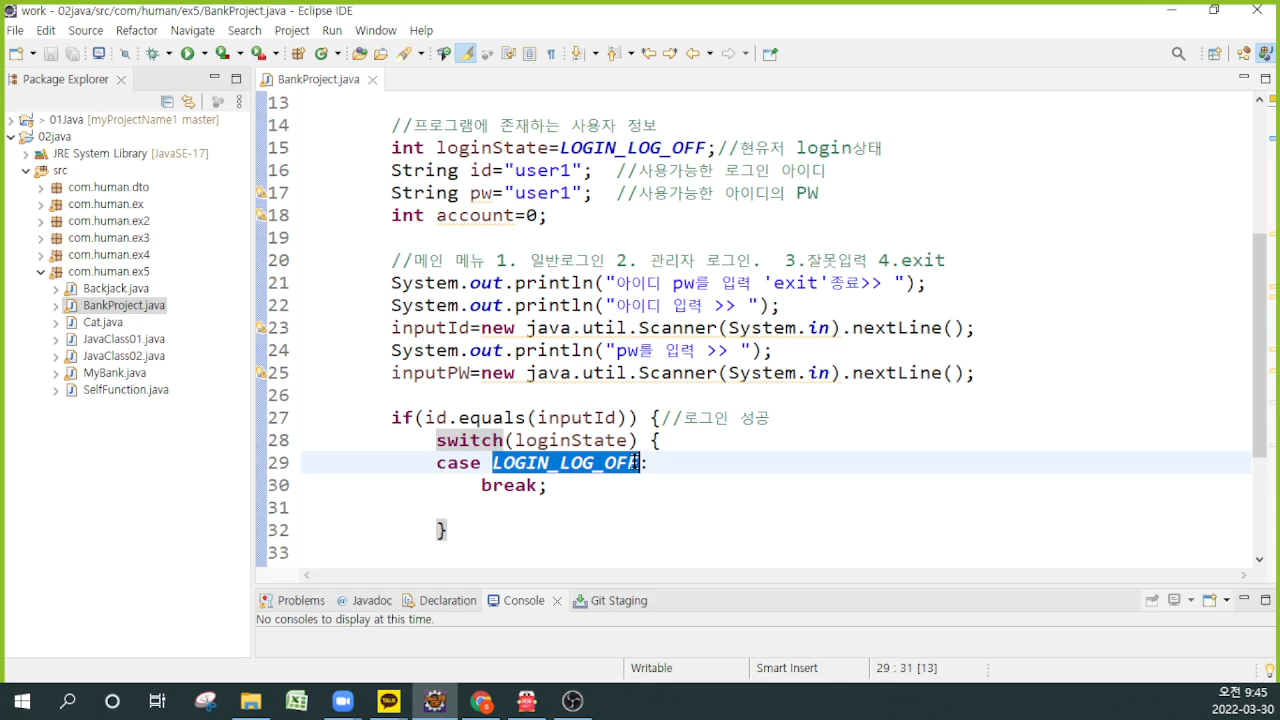 work - 02java/src/com/human/ex5/BankProject.java - Eclipse IDE
File Edit Source Refactor Navigate Search Project Run Window Help
Package Explorer
BankProject.java
01Java [myProjectName1 master]
02java
JRE System Library [JavaSE-17]
src
com.human.dto
com.human.ex
com.human.ex2
com.human.ex3
com.human.ex4
com.human.ex5
Backjack.java
BankProject.java
Cat.java
JavaClass01.java
JavaClass02.java
MyBank.java
SelfFunction.java
13
14 //프로그램에 존재하는 사용자 정보
15 int loginState=LOGIN_LOG_OFF;//현유저 login상태
16 String id="user1"; //사용가능한 로그인 아이디
17 String pw="user1"; //사용가능한 아이디의 PW
18 int account=0;
19
20 //메인 메뉴 1. 일반로그인 2. 관리자 로그인. 3.잘못입력 4.exit
21 System.out.println("아이디 pw를 입력 'exit'종료>> ");
22 System.out.println("아이디 입력 >> ");
23 inputId=new java.util.Scanner(System.in).nextLine();
24 System.out.println("pw를 입력 >> ");
25 inputPW=new java.util.Scanner(System.in).nextLine();
26
27 if(id.equals(inputId)) {//로그인 성공
28 switch(loginState) {
29 case LOGIN_LOG_OFF:
30 break;
31
32 }
33
Problems Javadoc Declaration Console Git Staging
No consoles to display at this time.
Writable Smart Insert 29 : 31 [13]
오전 9:45
2022-03-30